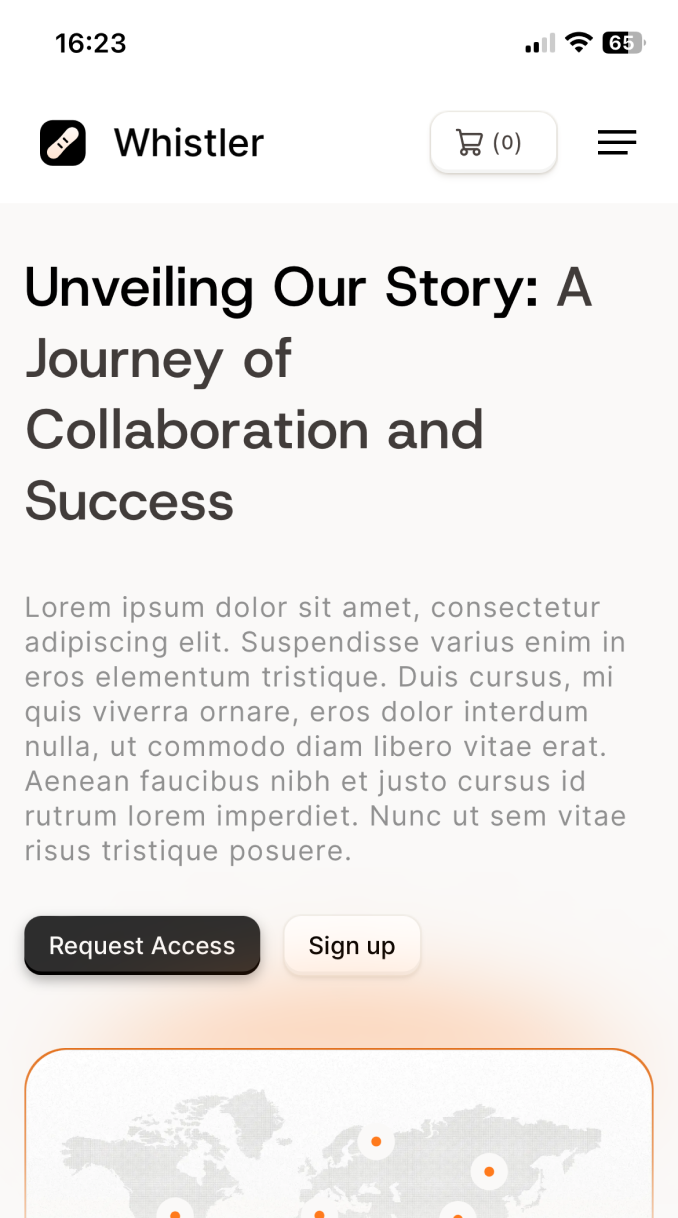 16:23
65
Whistler
(0)
Unveiling Our Story: A
Journey of
Collaboration and
Success
Lorem ipsum dolor sit amet, consectetur
adipiscing elit. Suspendisse varius enim in
eros elementum tristique. Duis cursus, mi
quis viverra ornare, eros dolor interdum
nulla, ut commodo diam libero vitae erat.
Aenean faucibus nibh et justo cursus id
rutrum lorem imperdiet. Nunc ut sem vitae
risus tristique posuere.
Request Access
Sign up